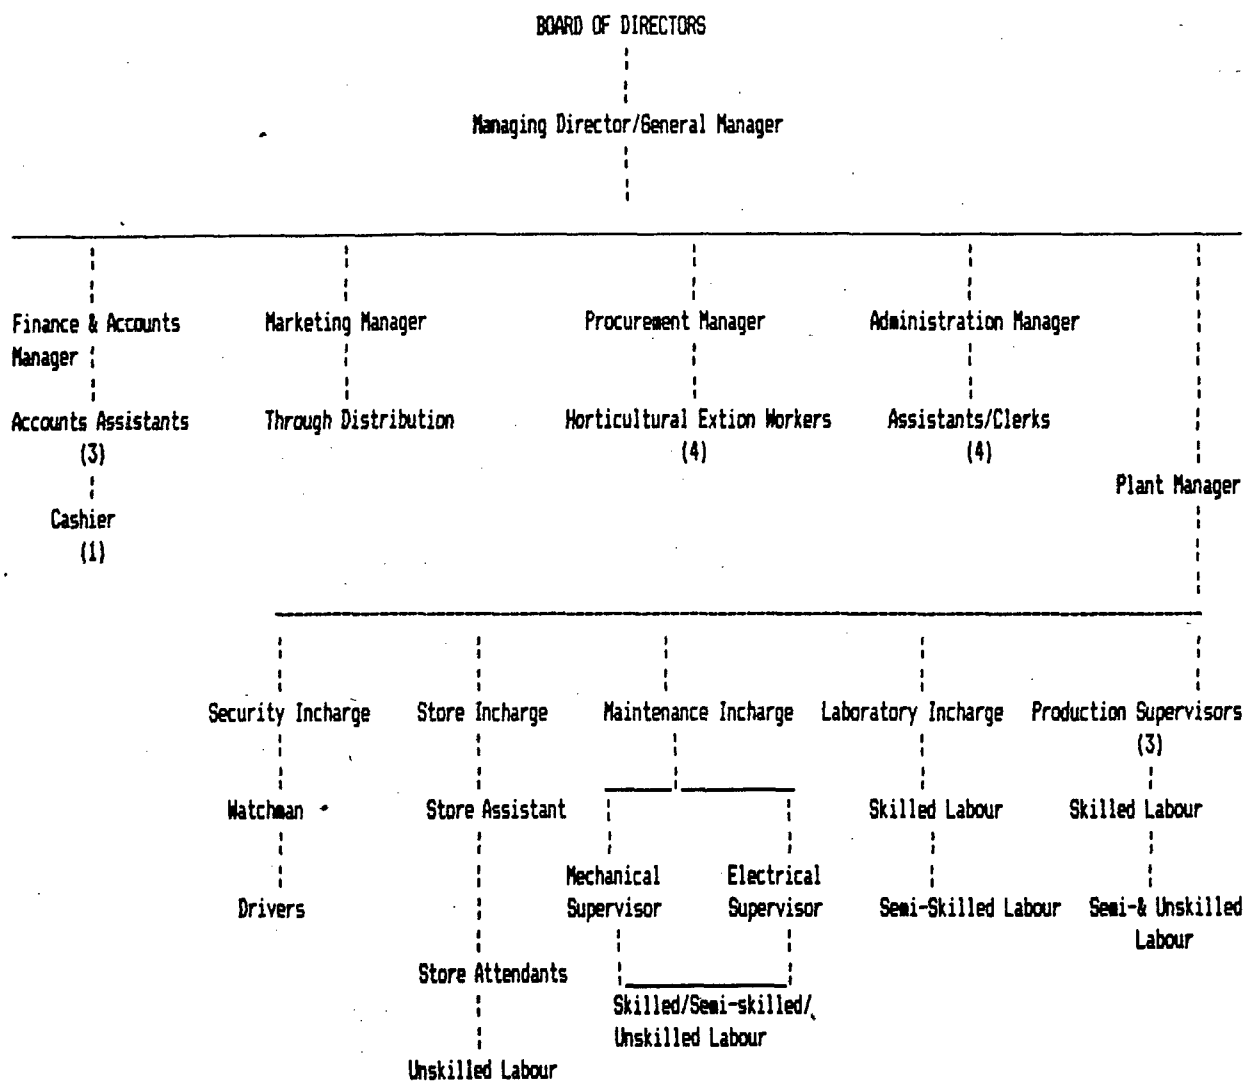 BOARD OF DIRECTORS
Managing Director/General Manager
Finance & Accounts
Manager
Marketing Manager
Procurement Manager
Administration Manager
Accounts Assistants
(3)
Through Distribution
Horticultural Extion Workers
(4)
Assistants/Clerks
(4)
Plant Manager
Cashier
(1)
Security Incharge
Store Incharge
Maintenance Incharge
Laboratory Incharge
Production Supervisors
(3)
Watchman
Store Assistant
Skilled Labour
Skilled Labour
Mechanical
Supervisor
Electrical
Supervisor
Drivers
Semi-Skilled Labour
Semi-& Unskilled
Labour
Store Attendants
Skilled/Semi-skilled/
Unskilled Labour
Unskilled Labour